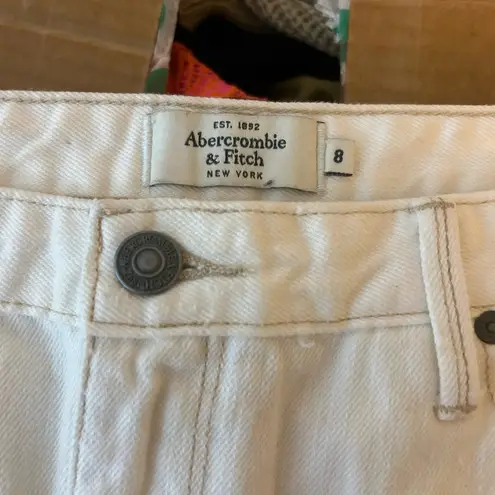 EST. 1892
Abercrombie
& Fitch
NEW YORK
8